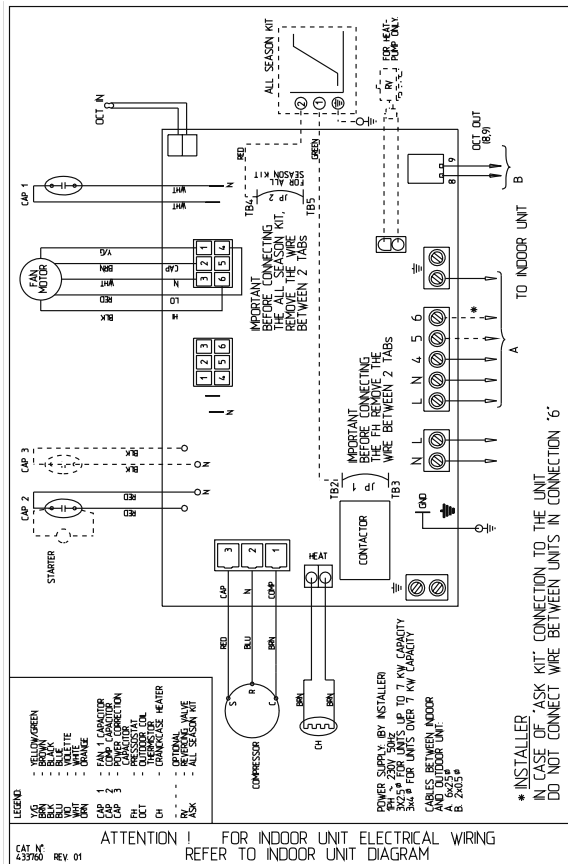 ALL SEASON KIT
FOR HEAT-
PUMP ONLY.
RV
OCT IN
2
1
RED
GREEN
CAP 1
WHT
WHT
N
FOR ALL
SEASON KIT
JP 2
TB4
TB5
OCT OUT
(8,9)
8
9
B
FAN
MOTOR
Y/G
BRN
WHT
RED
BLK
CAP
N
LO
HI
1
2
3
4
5
6
IMPORTANT
BEFORE CONNECTING
THE ALL SEASON KIT,
REMOVE THE WIRE
BETWEEN 2 TABs
TO INDOOR UNIT
A
3
2
1
6
5
4
N
6
5
4
N
L
*
IMPORTANT
BEFORE CONNECTING
THE FH REMOVE THE
WIRE BETWEEN 2 TABs
L
N
CAP 3
BLK
BLK
N
CAP 2
RED
RED
N
STARTER
TB2
TB3
JP 1
CONTACTOR
GND
3
2
1
CAP
N
COMP
RED
BLU
BRN
HEAT
S
R
C
COMPRESSOR
BRN
BRN
CH
POWER SUPPLY: (BY INSTALLER)
1PH ~ 230V 50Hz
3X2.5ø FOR UNITS UP TO 7 KW CAPACITY
3x4 ø FOR UNITS OVER 7 KW CAPACITY
CABLES BETWEEN INDOOR
AND OUTDOOR UNIT:
A. 6x2.5ø
B. 2x0.5ø
LEGEND:
Y/G - YELLOW/GREEN
BRN - BROWN
BLK - BLACK
BLU - BLUE
VIO - VIOLETTE
WHT - WHITE
ORN - ORANGE
CAP 1 - FAN 1 CAPACITOR
CAP 2 - COMP CAPACITOR
CAP 3 - POWER CORRECTION
CAPACITOR
FH - PRESSOSTAT
OCT - OUTDOOR COIL
THERMISTOR
CH - CRANKCASE HEATER
- - - - - OPTIONAL
RV - REVERSING VALVE
ASK - ALL SEASON KIT
* INSTALLER
IN CASE OF "ASK KIT" CONNECTION TO THE UNIT
DO NOT CONNECT WIRE BETWEEN UNITS IN CONNECTION "6"
ATTENTION ! FOR INDOOR UNIT ELECTRICAL WIRING
REFER TO INDOOR UNIT DIAGRAM
CAT Nº:
433760 REV. 01